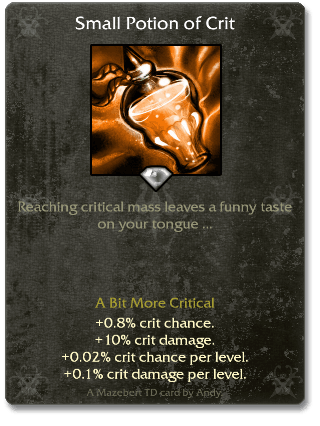 Small Potion of Crit
Reaching critical mass leaves a funny taste
on your tongue ...
A Bit More Critical
+0.8% crit chance.
+10% crit damage.
+0.02% crit chance per level.
+0.1% crit damage per level.
A Mazebert TD card by Andy